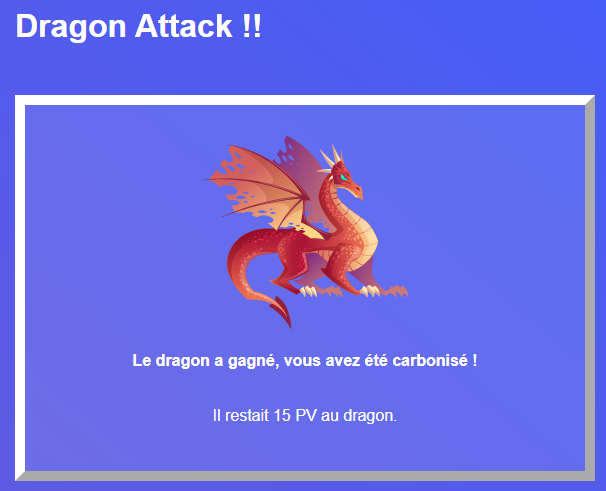 Dragon Attack !!
Le dragon a gagné, vous avez été carbonisé !
Il restait 15 PV au dragon.